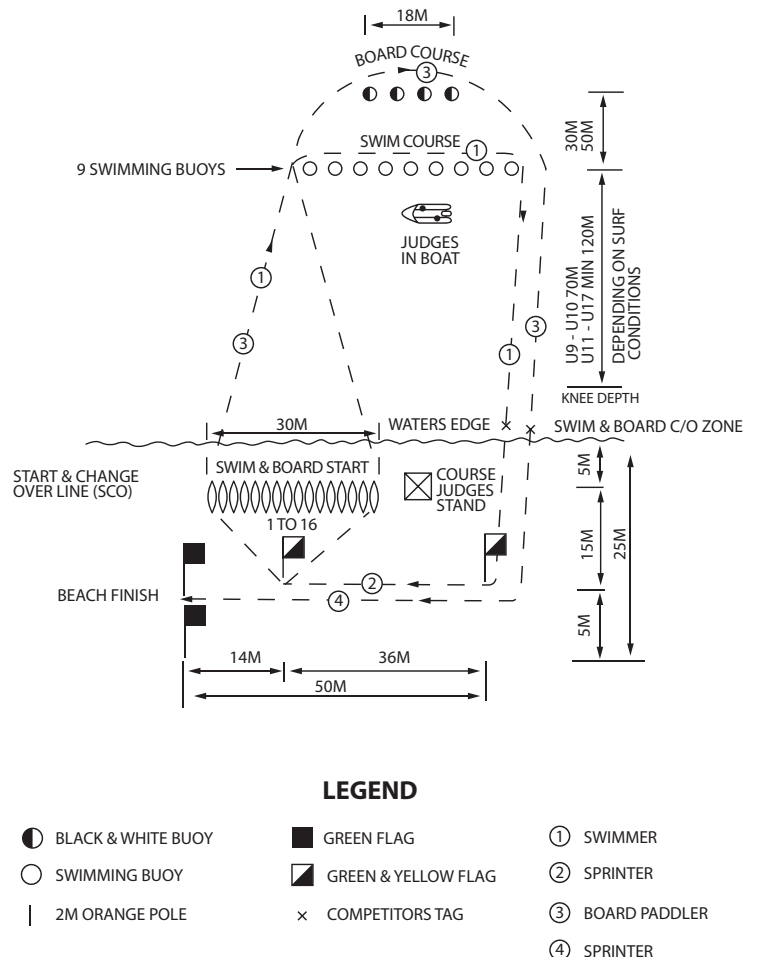 18M
BOARD COURSE
3
30M
50M
SWIM COURSE
1
9 SWIMMING BUOYS
JUDGES
IN BOAT
U9 - U10 70M
U11 - U17 MIN 120M
DEPENDING ON SURF
CONDITIONS
1
3
3
1
KNEE DEPTH
30M
WATERS EDGE
SWIM & BOARD C/O ZONE
START & CHANGE
OVER LINE (SCO)
SWIM & BOARD START
COURSE
JUDGES
STAND
1 TO 16
5M
15M
25M
5M
BEACH FINISH
2
4
14M
36M
50M
LEGEND
BLACK & WHITE BUOY
SWIMMING BUOY
2M ORANGE POLE
GREEN FLAG
GREEN & YELLOW FLAG
× COMPETITORS TAG
1 SWIMMER
2 SPRINTER
3 BOARD PADDLER
4 SPRINTER